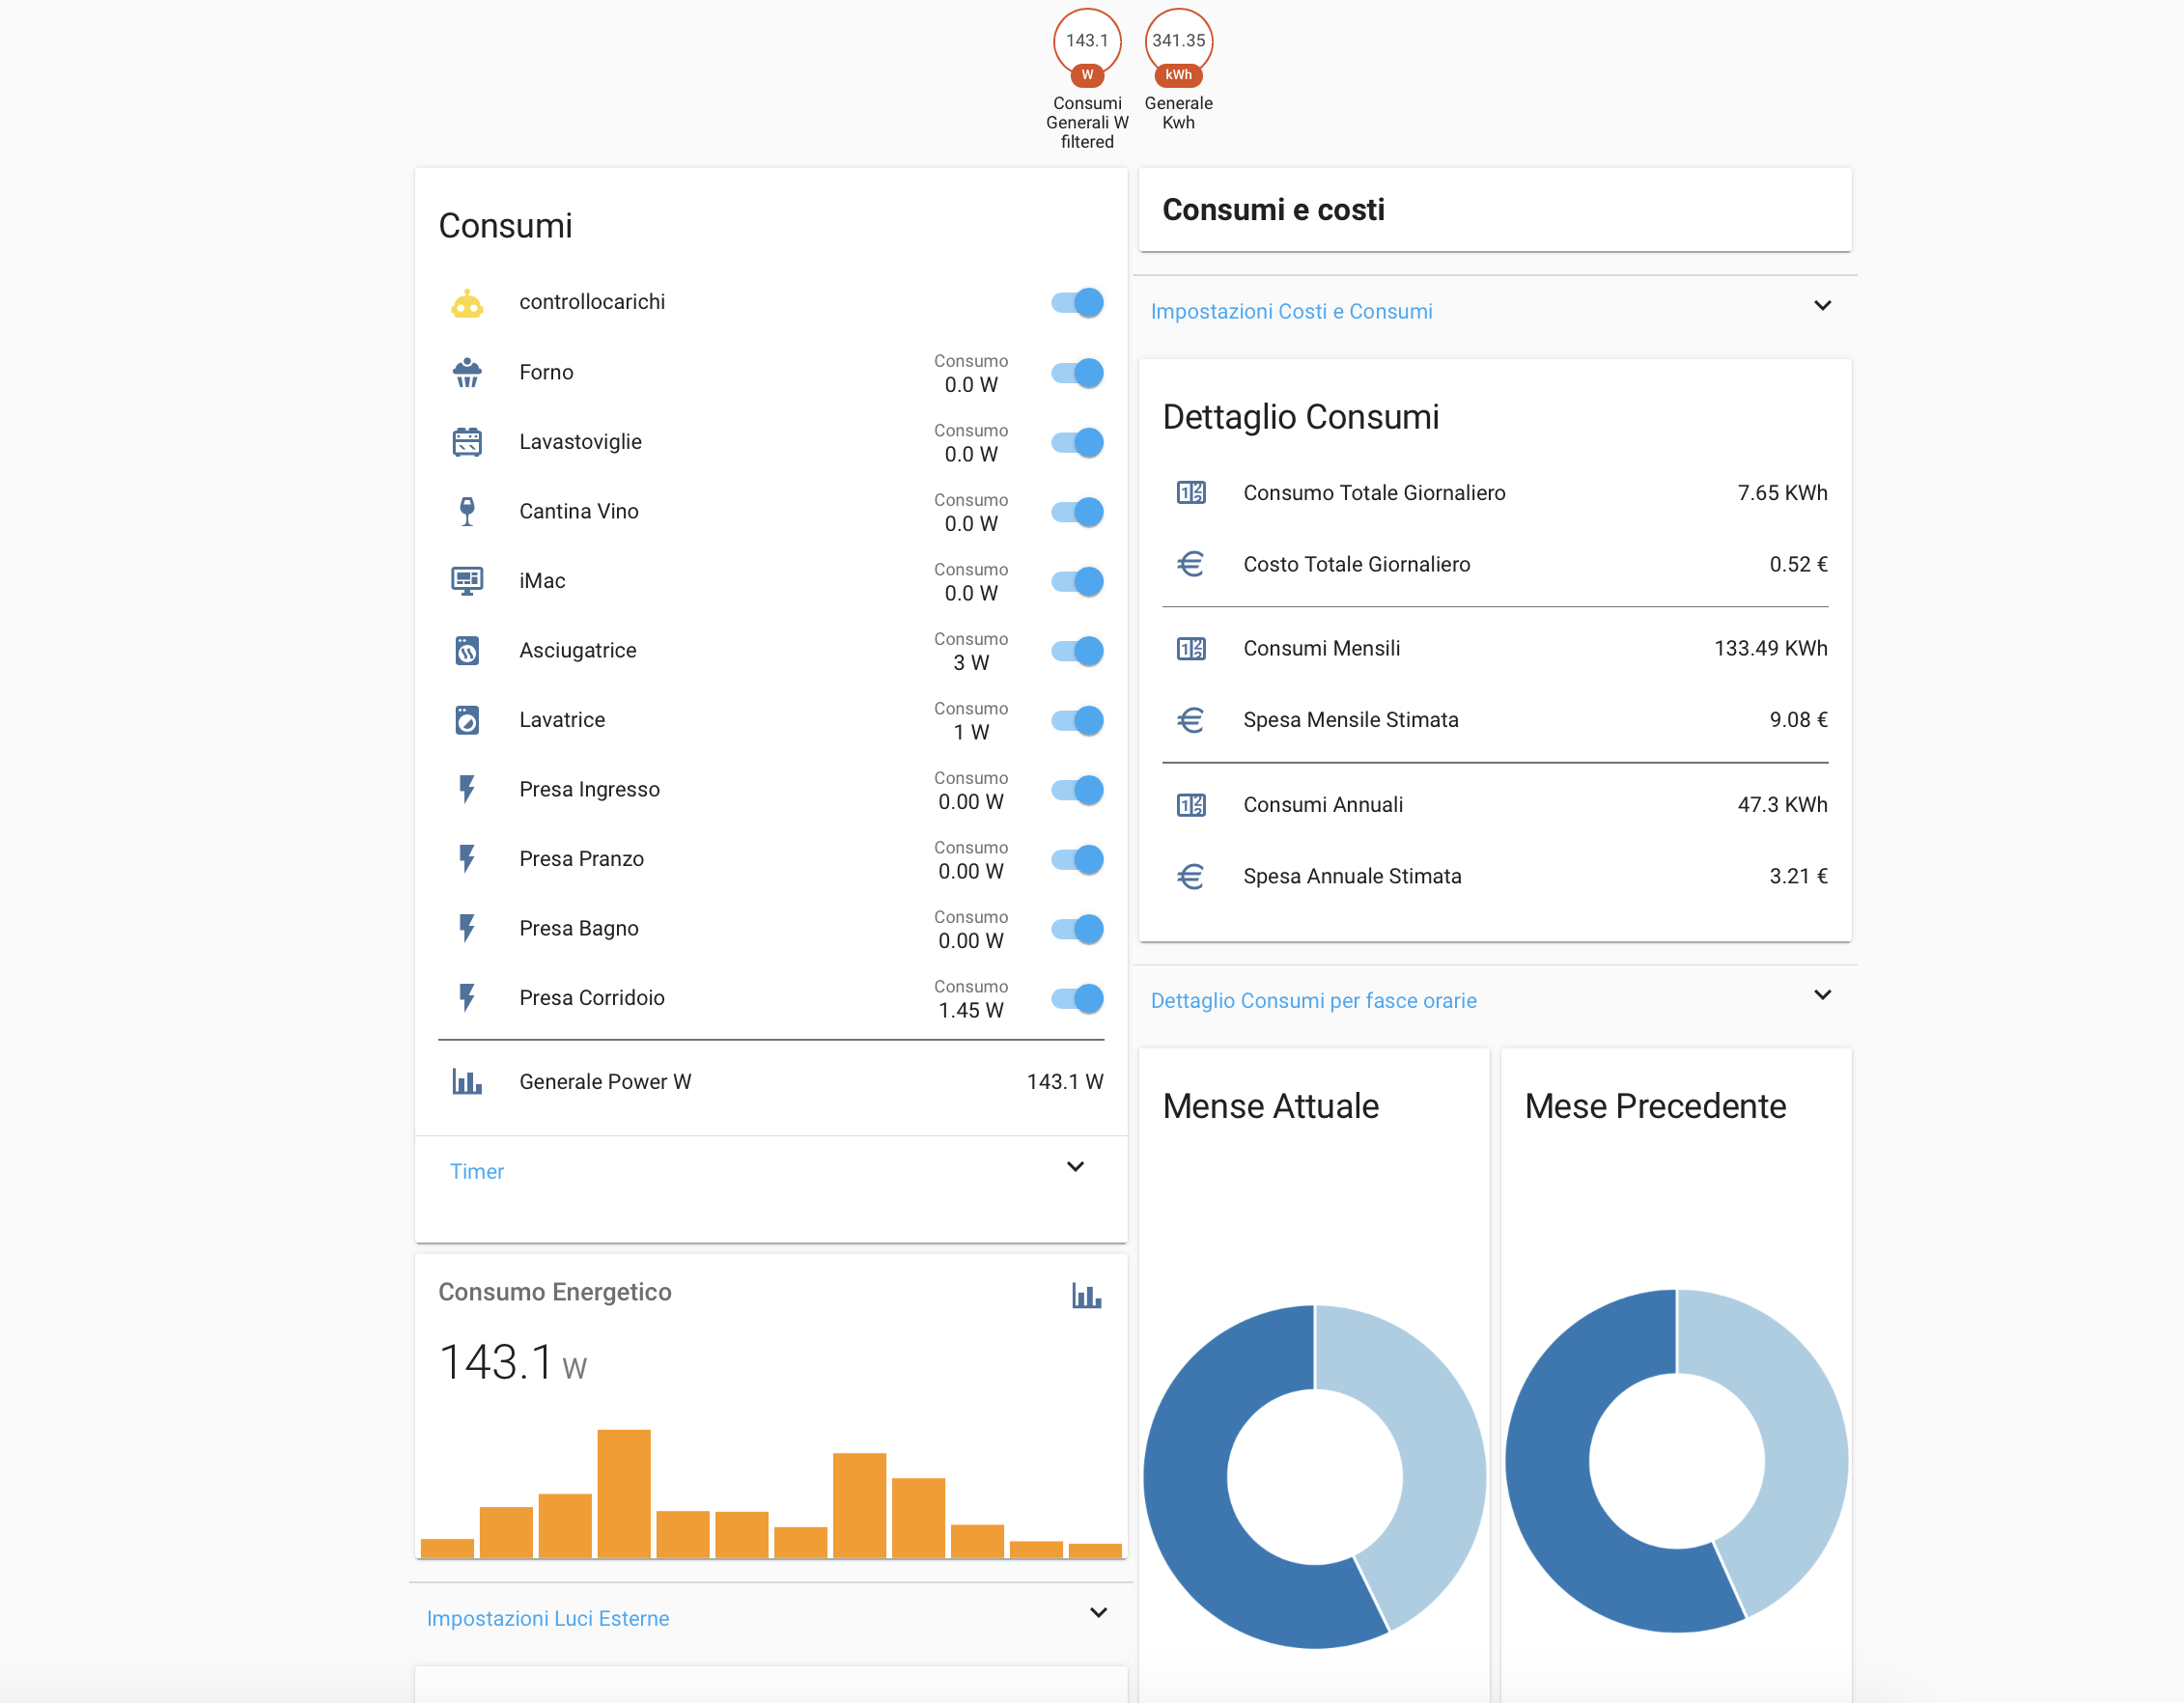 143.1
W
Consumi
Generali W
filtered
341.35
kWh
Generale
Kwh
Consumi
controllocarichi
Forno
Consumo
0.0 W
Lavastoviglie
Consumo
0.0 W
Cantina Vino
Consumo
0.0 W
iMac
Consumo
0.0 W
Asciugatrice
Consumo
3 W
Lavatrice
Consumo
1 W
Presa Ingresso
Consumo
0.00 W
Presa Pranzo
Consumo
0.00 W
Presa Bagno
Consumo
0.00 W
Presa Corridoio
Consumo
1.45 W
Generale Power W 143.1 W
Timer
Consumo Energetico
143.1 W
Impostazioni Luci Esterne
Consumi e costi
Impostazioni Costi e Consumi
Dettaglio Consumi
Consumo Totale Giornaliero 7.65 KWh
Costo Totale Giornaliero 0.52 €
Consumi Mensili 133.49 KWh
Spesa Mensile Stimata 9.08 €
Consumi Annuali 47.3 KWh
Spesa Annuale Stimata 3.21 €
Dettaglio Consumi per fasce orarie
Mense Attuale
Mese Precedente